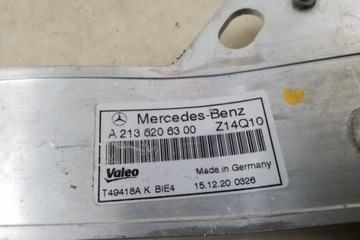 Mercedes-Benz
A 213 620 63 00 Z14Q10
Valeo
Made in Germany
T49418A K BIE4 15.12.20 0326